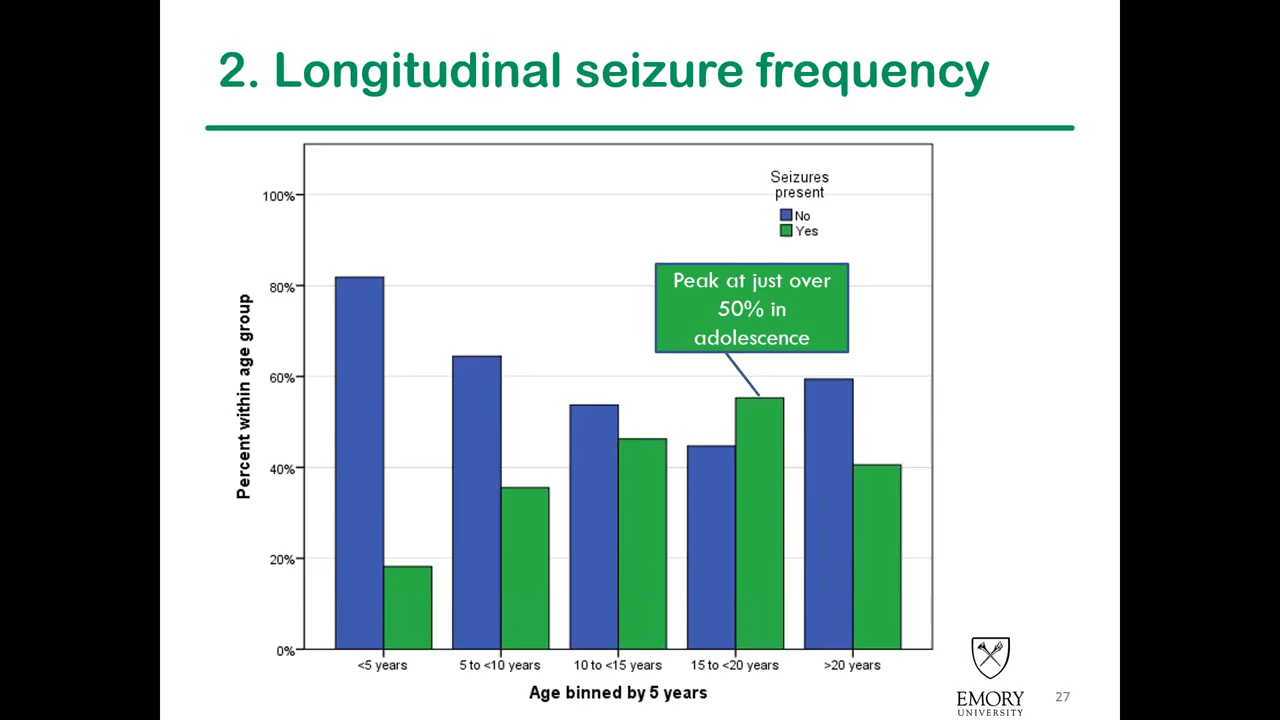 2. Longitudinal seizure frequency
Seizures
present
No
Yes
Peak at just over
50% in
adolescence
Percent within age group
100%
80%
60%
40%
20%
0%
<5 years
5 to <10 years
10 to <15 years
15 to <20 years
>20 years
Age binned by 5 years
EMORY
UNIVERSITY
27